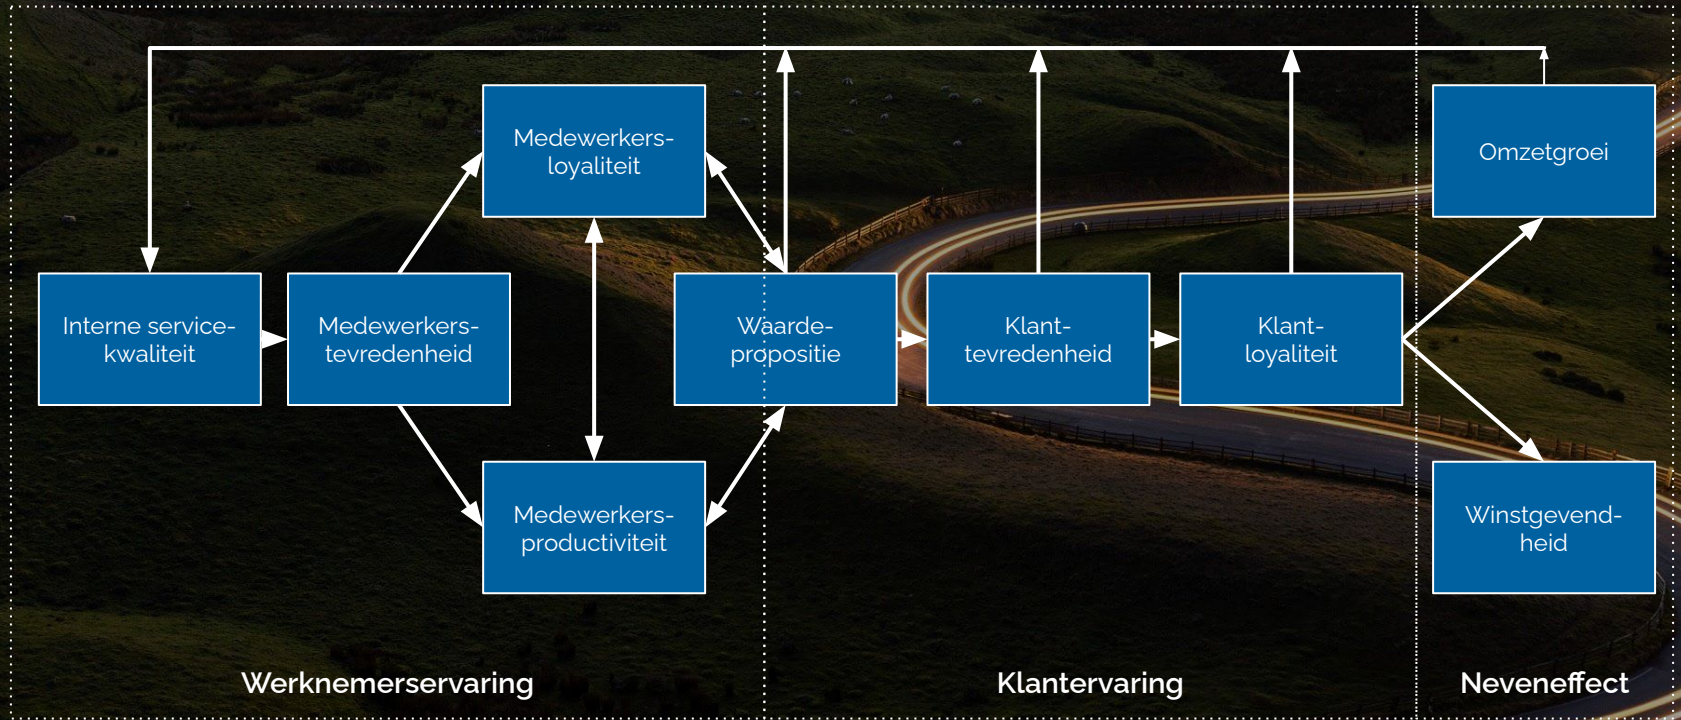 Medewerkers-
loyaliteit
Omzetgroei
Interne service-
kwaliteit
Medewerkers-
tevredenheid
Waarde-
propositie
Klant-
tevredenheid
Klant-
loyaliteit
Medewerkers-
productiviteit
Winstgevend-
heid
Werknemerservaring
Klantervaring
Neveneffect